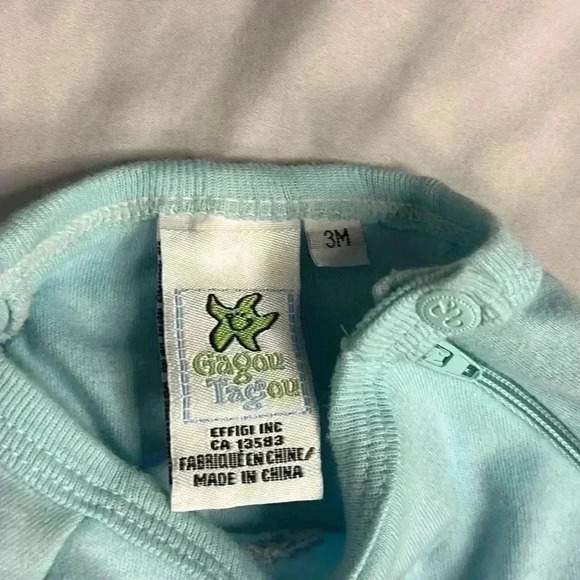 3M
Gagou
Tagou
EFFIGI INC
CA 13583
FABRIQUÉ EN CHINE/
MADE IN CHINA